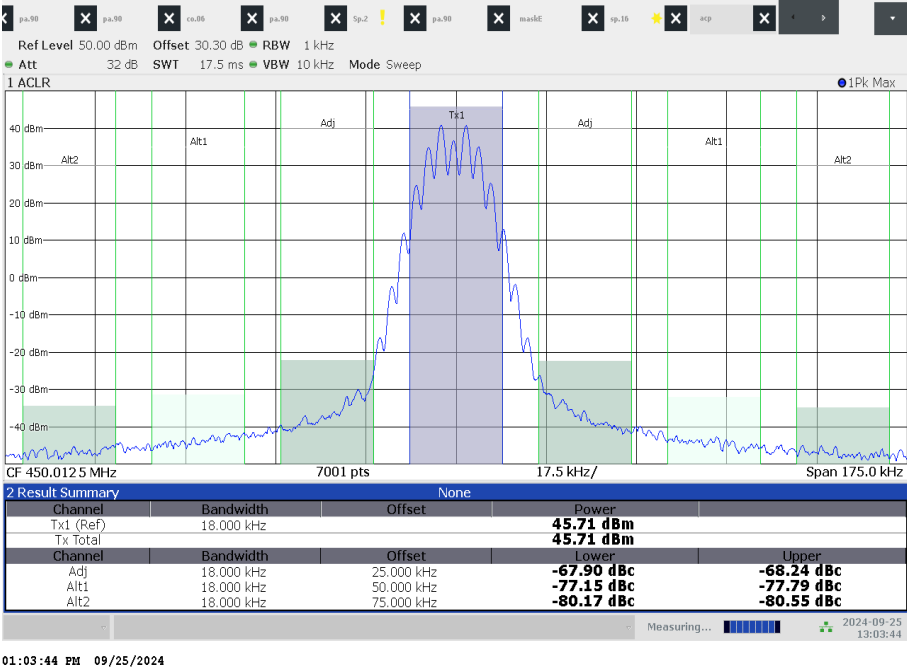 pa.90 pa.90 co.86 pa.90 Sp.2 pa.90 maskE sp.16 acp
Ref Level 50.00 dBm Offset 30.30 dB RBW 1 kHz
Att 32 dB SWT 17.5 ms VBW 10 kHz Mode Sweep
1 ACLR 1Pk Max
Tx1
Adj Adj
40 dBm
Alt1 Alt1
Alt2 Alt2
30 dBm
20 dBm
10 dBm
0 dBm
-10 dBm
-20 dBm
-30 dBm
-40 dBm
CF 450.0125 MHz 7001 pts 17.5 kHz/ Span 175.0 kHz
2 Result Summary None
Channel Bandwidth Offset Power
Tx1 (Ref) 18.000 kHz 45.71 dBm
Tx Total 45.71 dBm
Channel Bandwidth Offset Lower Upper
Adj 18.000 kHz 25.000 kHz -67.90 dBc -68.24 dBc
Alt1 18.000 kHz 50.000 kHz -77.15 dBc -77.79 dBc
Alt2 18.000 kHz 75.000 kHz -80.17 dBc -80.55 dBc
Measuring... 2024-09-25
13:03:44
01:03:44 PM 09/25/2024